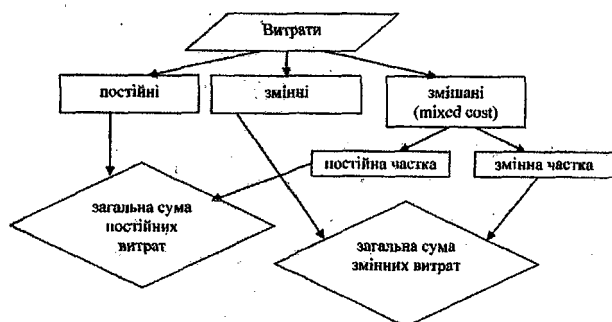 Витрати
постійні
змінні
змішані
(mixed cost)
постійна частка
змінна частка
загальна сума
постійних
витрат
загальна сума
змінних витрат